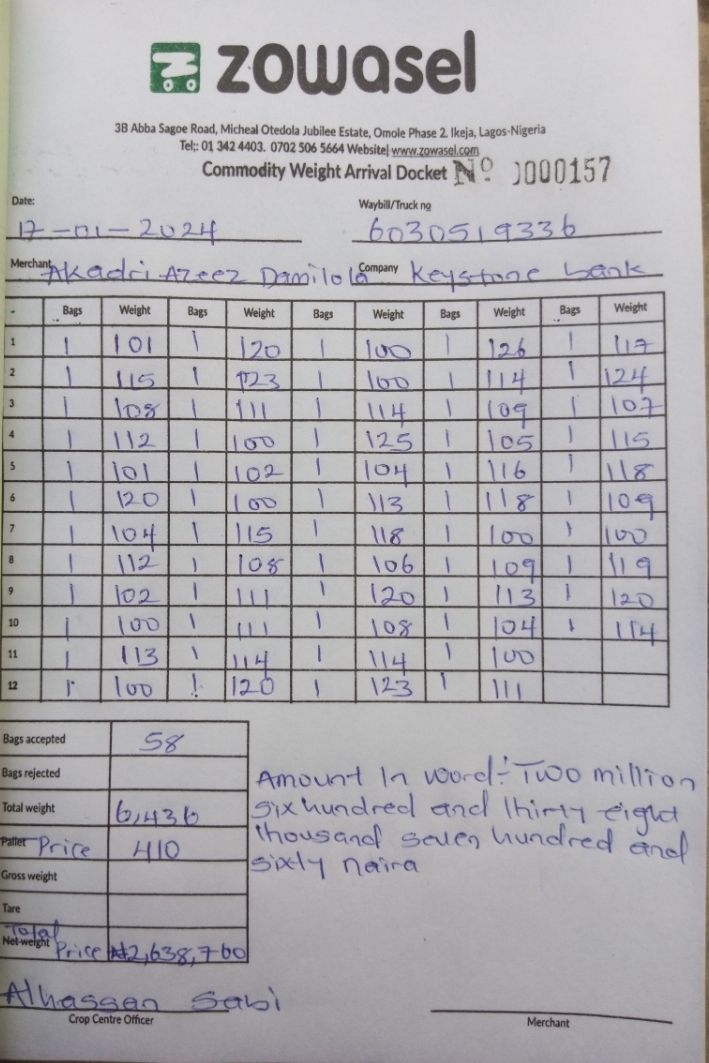 zowasel
3B Abba Sagoe Road, Micheal Otedola Jubilee Estate, Omole Phase 2. Ikeja, Lagos-Nigeria
Tel;: 01 342 4403. 0702 506 5664 Website| www.zowasel.com
Commodity Weight Arrival Docket Nº 0000157
Date: Waybill/Truck no
17-01-2024 6030519336
Merchant Akadri Azeez Damilola Company Keystone bank
- Bags Weight Bags Weight Bags Weight Bags Weight Bags Weight
1 1 101 1 120 1 100 1 126 1 117
2 1 115 1 123 1 100 1 114 1 124
3 1 108 1 111 1 114 1 109 1 107
4 1 112 1 100 1 125 1 105 1 115
5 1 101 1 102 1 104 1 116 1 118
6 1 120 1 100 1 113 1 118 1 109
7 1 104 1 115 1 118 1 100 1 100
8 1 112 1 108 1 106 1 109 1 119
9 1 102 1 111 1 120 1 113 1 120
10 1 100 1 111 1 108 1 104 1 114
11 1 113 1 114 1 114 1 100
12 1 100 1 120 1 123 1 111
Bags accepted 58
Bags rejected
Total weight 6,436
Pallet Price 410
Gross weight
Tare
Total
Net weight Price ₦2,638,760
Amount In word:- Two million
six hundred and thirty eight
thousand seven hundred and
sixty naira
Alhassan Sabi
Crop Centre Officer Merchant